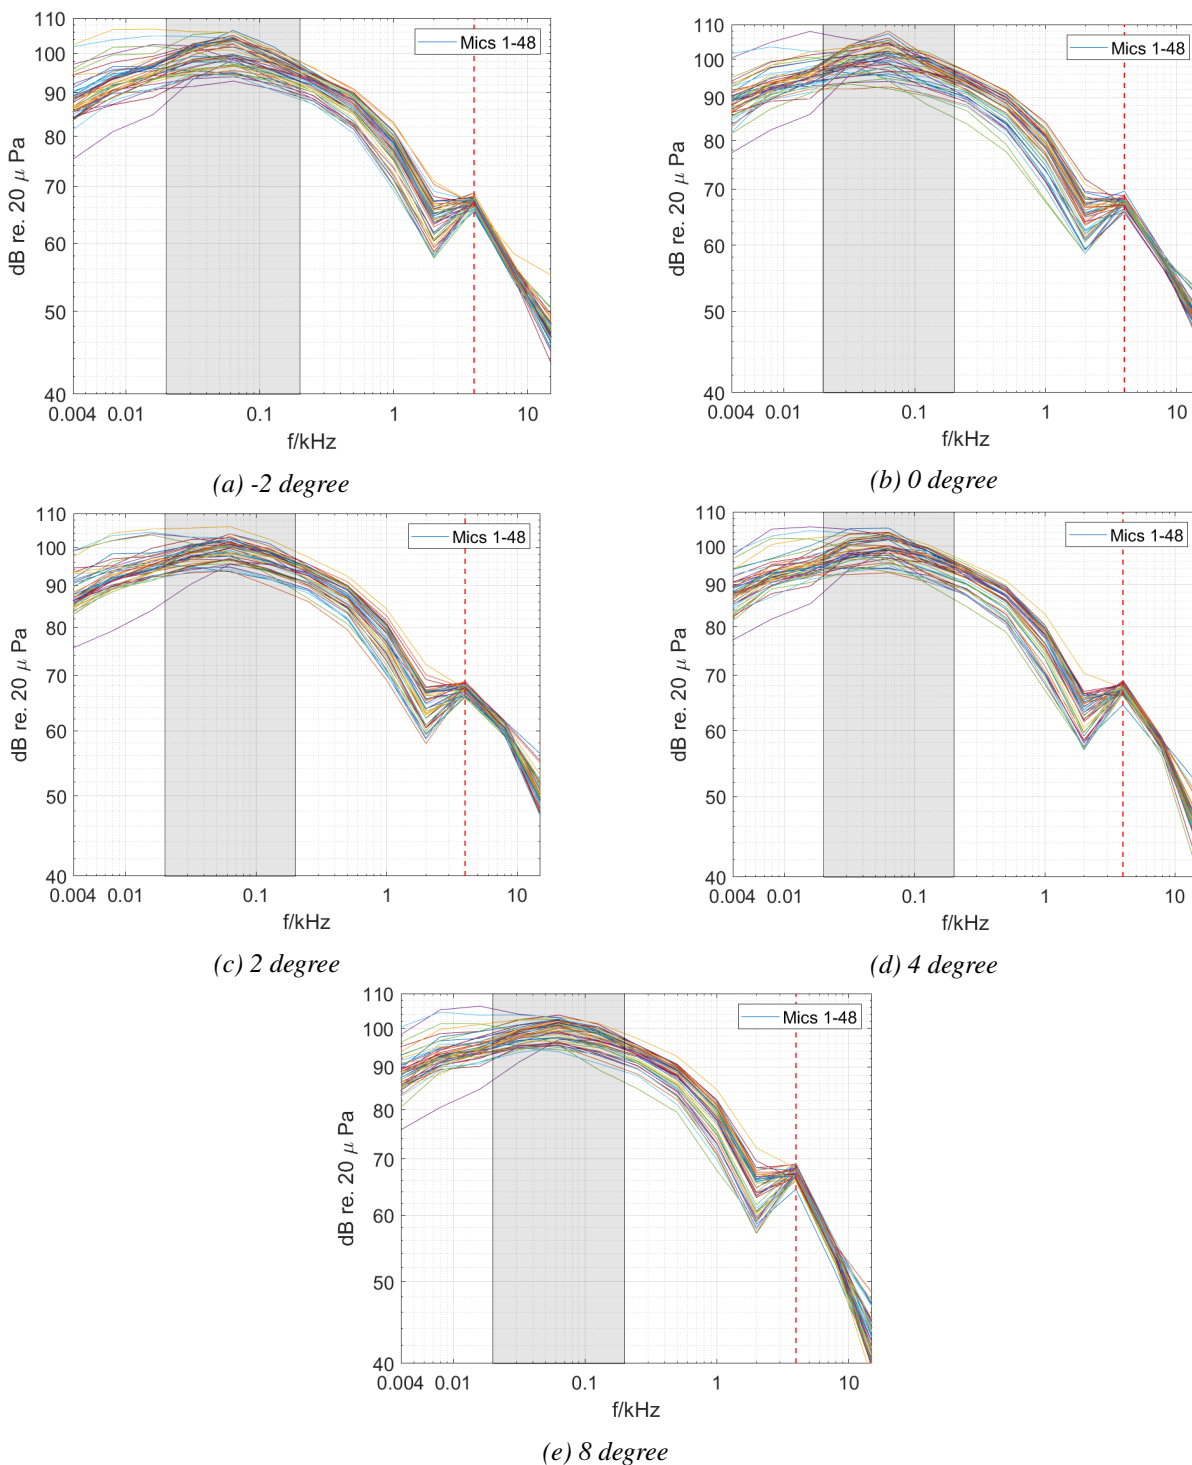 110
100
90
80
70
60
50
40
dB re. 20 μ Pa
Mics 1-48
0.004 0.01 0.1 1 10
f/kHz
(a) -2 degree
110
100
90
80
70
60
50
40
dB re. 20 μ Pa
Mics 1-48
0.004 0.01 0.1 1 10
f/kHz
(b) 0 degree
110
100
90
80
70
60
50
40
dB re. 20 μ Pa
Mics 1-48
0.004 0.01 0.1 1 10
f/kHz
(c) 2 degree
110
100
90
80
70
60
50
40
dB re. 20 μ Pa
Mics 1-48
0.004 0.01 0.1 1 10
f/kHz
(d) 4 degree
110
100
90
80
70
60
50
40
dB re. 20 μ Pa
Mics 1-48
0.004 0.01 0.1 1 10
f/kHz
(e) 8 degree